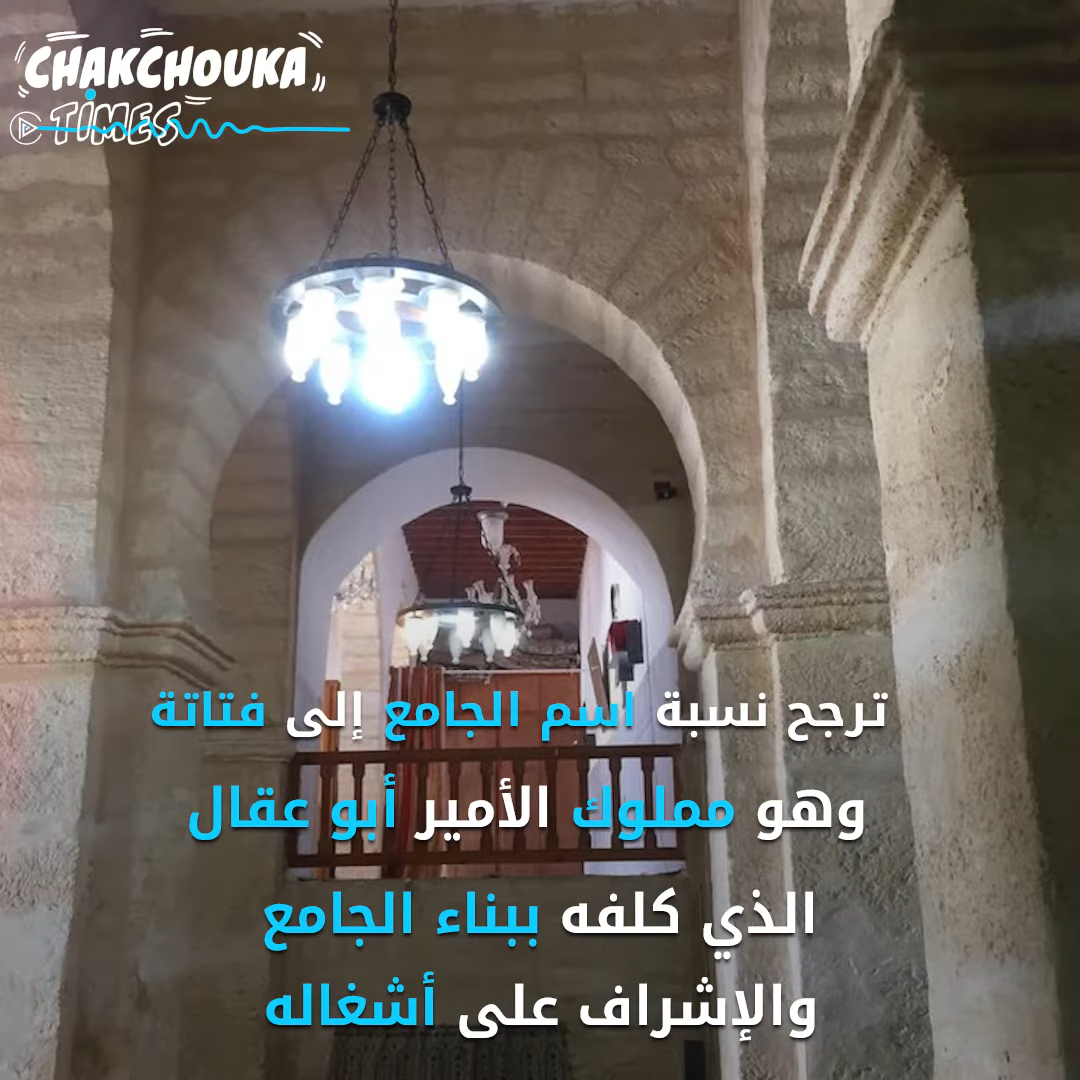 CHAKCHOUKA
TIMES
ترجح نسبة اسم الجامع إلى فتاتة
وهو مملوك الأمير أبو عقال
الذي كلفه ببناء الجامع
والإشراف على أشغاله